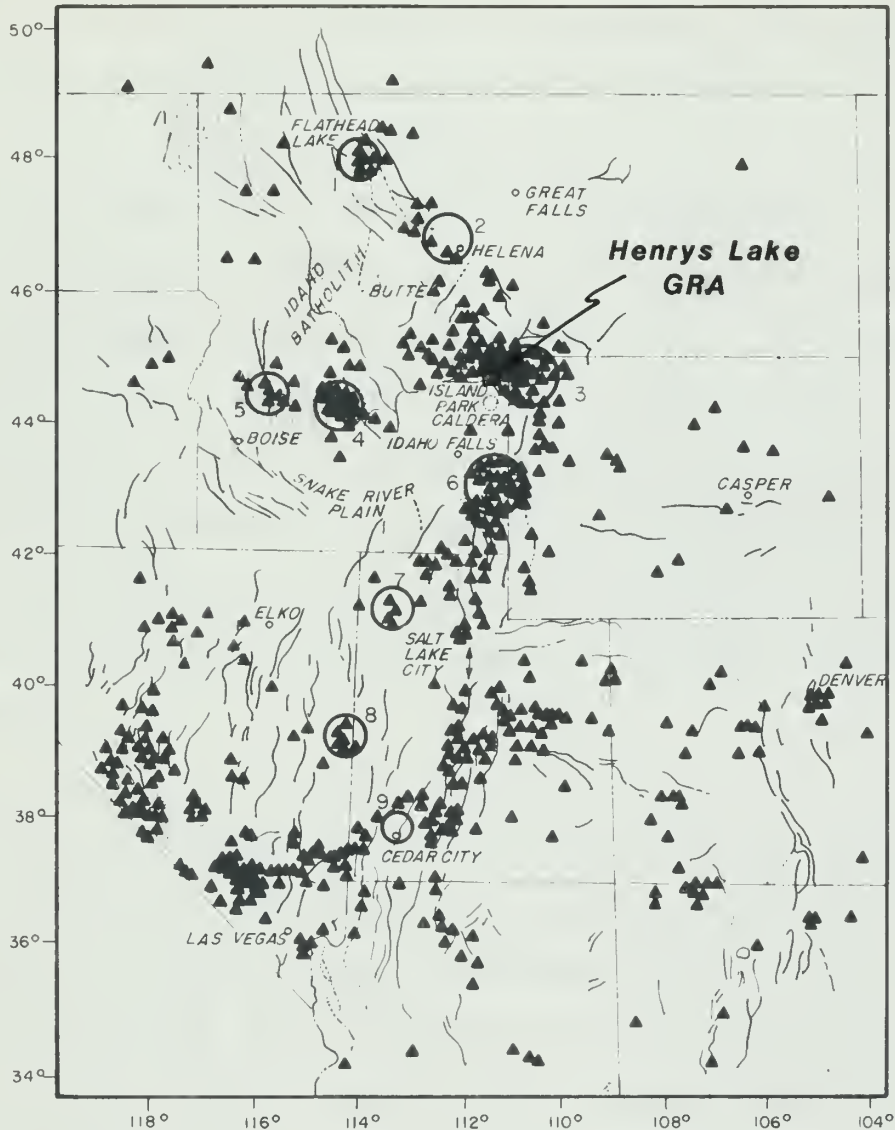 50°
48°
46°
44°
42°
40°
38°
36°
34°
FLATHEAD
LAKE
GREAT
FALLS
2
HELENA
Henrys Lake
GRA
IDAHO
BATHOLITH
BUTTE
ISLAND
PARK
CALDERA
3
5
4
BOISE
IDAHO FALLS
SNAKE RIVER
PLAIN
6
CASPER
7
ELKO
SALT
LAKE
CITY
DENVER
8
9
CEDAR CITY
LAS VEGAS
118°
116°
114°
112°
110°
108°
106°
104°